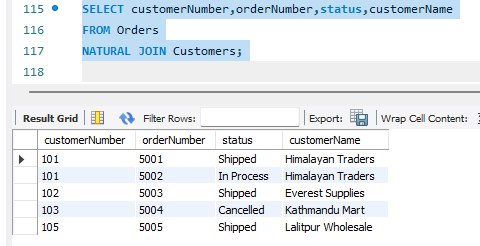 115 SELECT customerNumber,orderNumber,status,customerName
116 FROM Orders
117 NATURAL JOIN Customers;
118
Result Grid Filter Rows: Export: Wrap Cell Content:
customerNumber orderNumber status customerName
101 5001 Shipped Himalayan Traders
101 5002 In Process Himalayan Traders
102 5003 Shipped Everest Supplies
103 5004 Cancelled Kathmandu Mart
105 5005 Shipped Lalitpur Wholesale